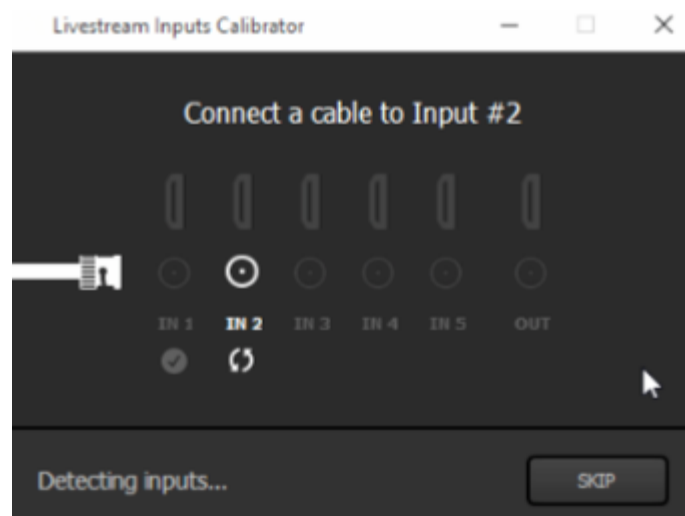 Livestream Inputs Calibrator
Connect a cable to Input #2
IN 1 IN 2 IN 3 IN 4 IN 5 OUT
Detecting inputs...
SKIP